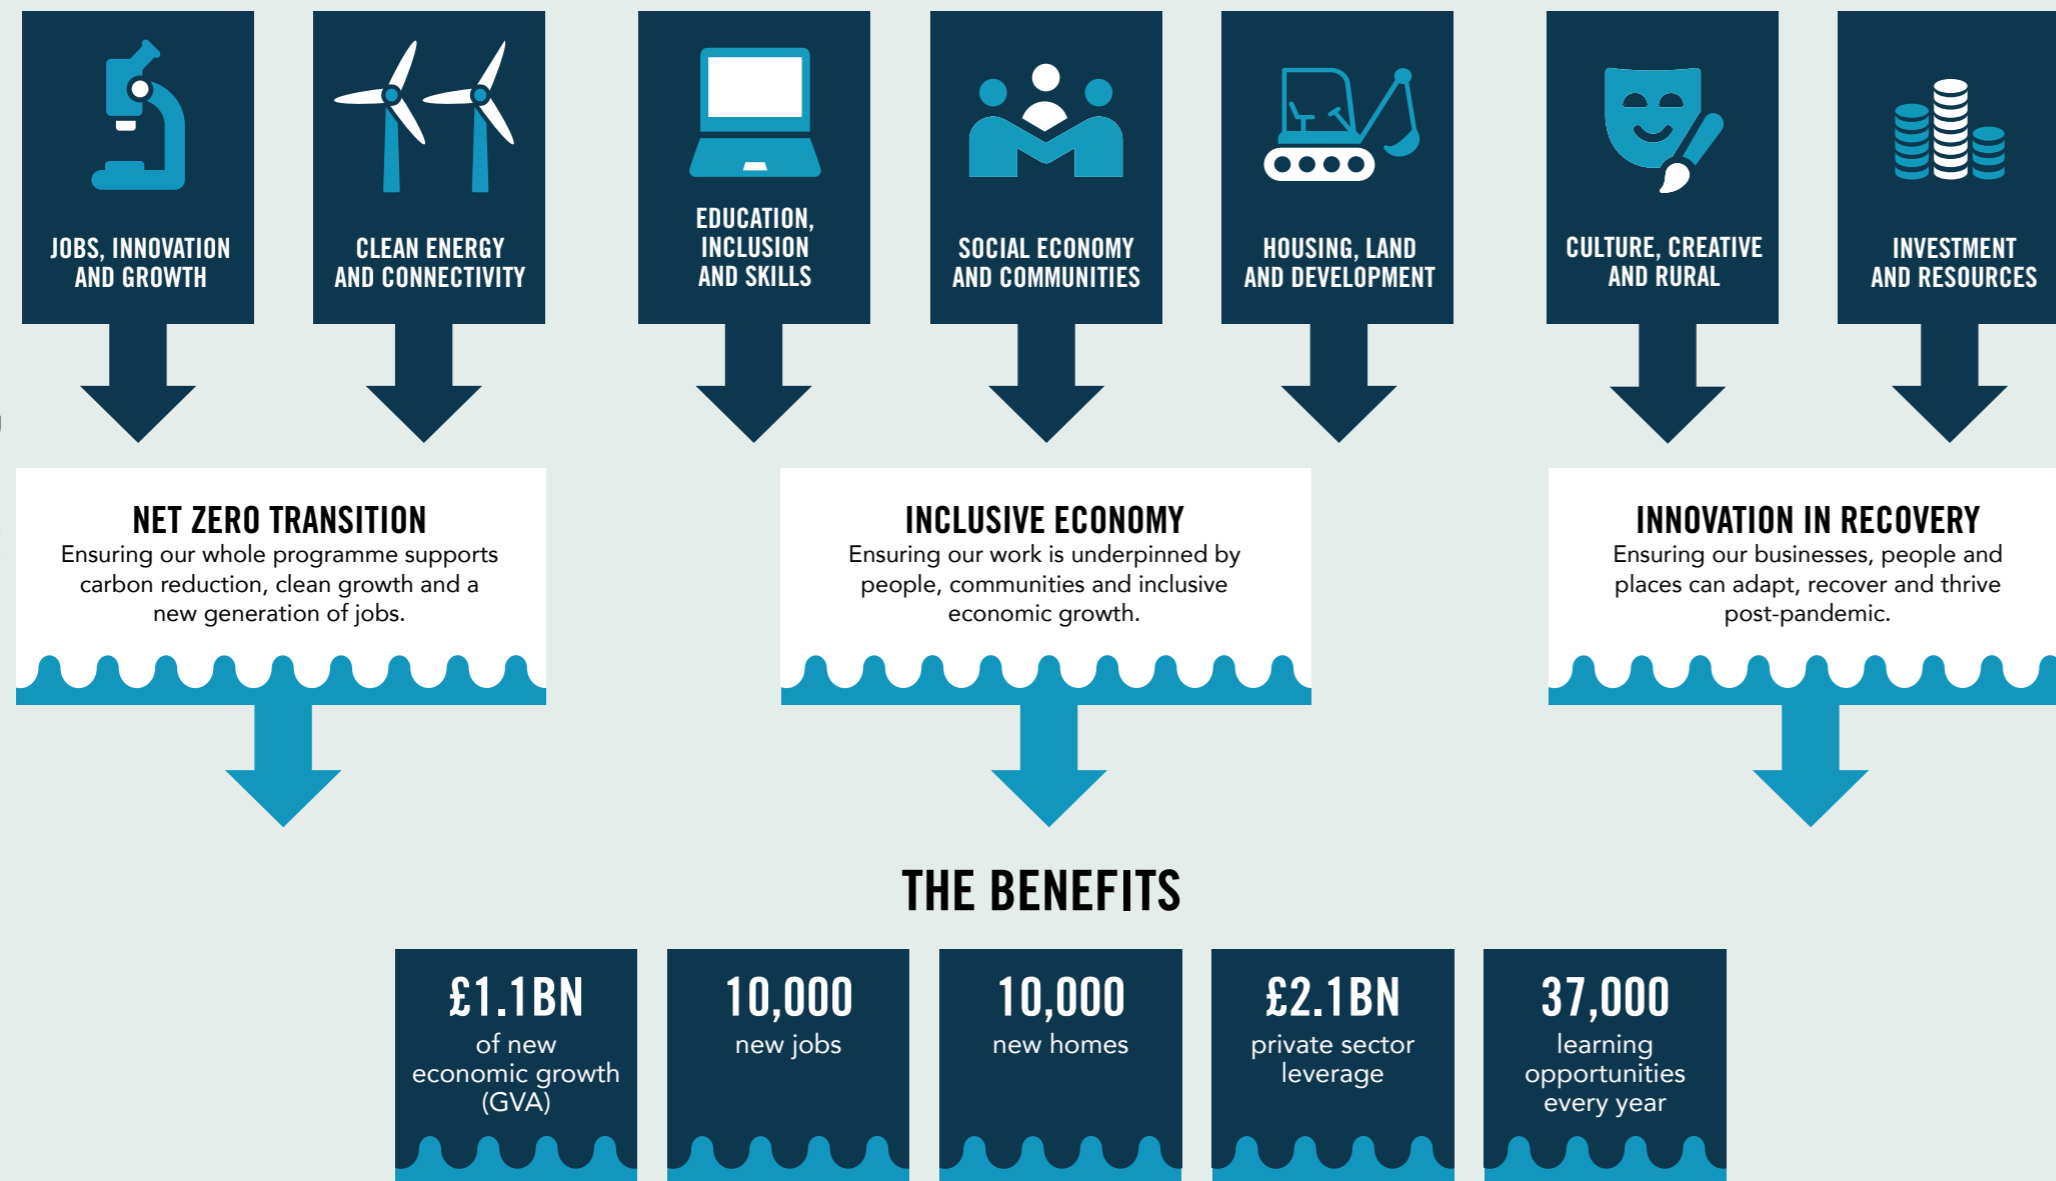 JOBS, INNOVATION
AND GROWTH
CLEAN ENERGY
AND CONNECTIVITY
EDUCATION,
INCLUSION
AND SKILLS
SOCIAL ECONOMY
AND COMMUNITIES
HOUSING, LAND
AND DEVELOPMENT
CULTURE, CREATIVE
AND RURAL
INVESTMENT
AND RESOURCES
NET ZERO TRANSITION
Ensuring our whole programme supports
carbon reduction, clean growth and a
new generation of jobs.
INCLUSIVE ECONOMY
Ensuring our work is underpinned by
people, communities and inclusive
economic growth.
INNOVATION IN RECOVERY
Ensuring our businesses, people and
places can adapt, recover and thrive
post-pandemic.
THE BENEFITS
£1.1BN
of new
economic growth
(GVA)
10,000
new jobs
10,000
new homes
£2.1BN
private sector
leverage
37,000
learning
opportunities
every year